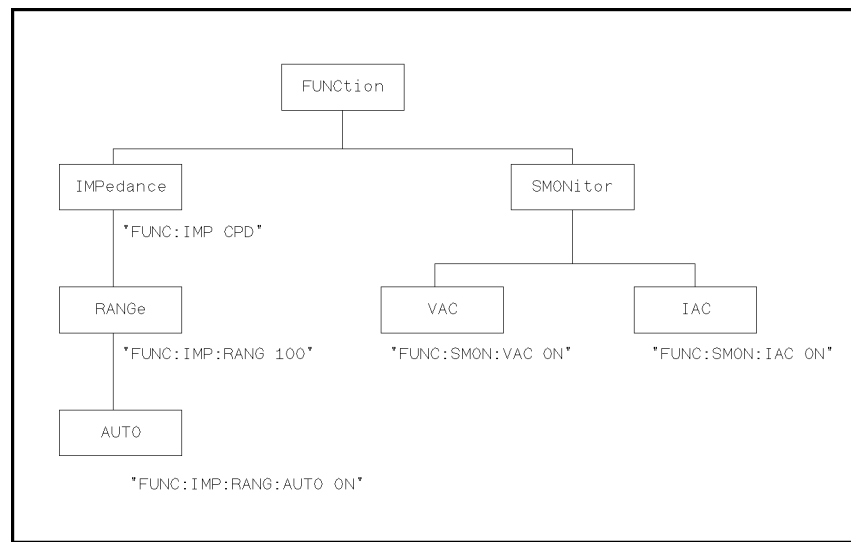 FUNCtion
IMPedance
SMONitor
"FUNC:IMP CPD"
RANGe
VAC
IAC
"FUNC:IMP:RANG 100"
"FUNC:SMON:VAC ON"
"FUNC:SMON:IAC ON"
AUTO
"FUNC:IMP:RANG:AUTO ON"